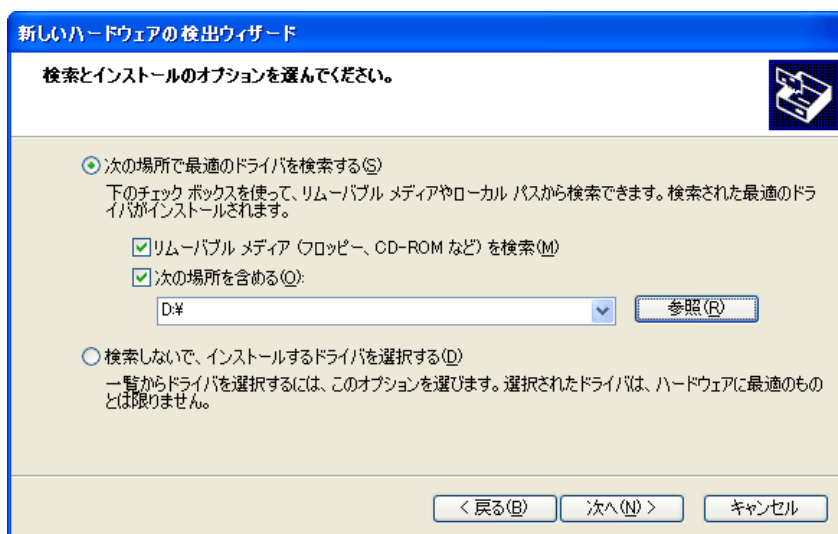 新しいハードウェアの検出ウィザード
検索とインストールのオプションを選んでください。
次の場所で最適のドライバを検索する(S)
下のチェック ボックスを使って、リムーバブル メディアやローカル パスから検索できます。検索された最適のドラ
イバがインストールされます。
リムーバブル メディア (フロッピー、CD-ROM など) を検索(M)
次の場所を含める(O):
D:¥
参照(R)
検索しないで、インストールするドライバを選択する(D)
一覧からドライバを選択するには、このオプションを選びます。選択されたドライバは、ハードウェアに最適のもの
とは限りません。
< 戻る(B)
次へ(N) >
キャンセル